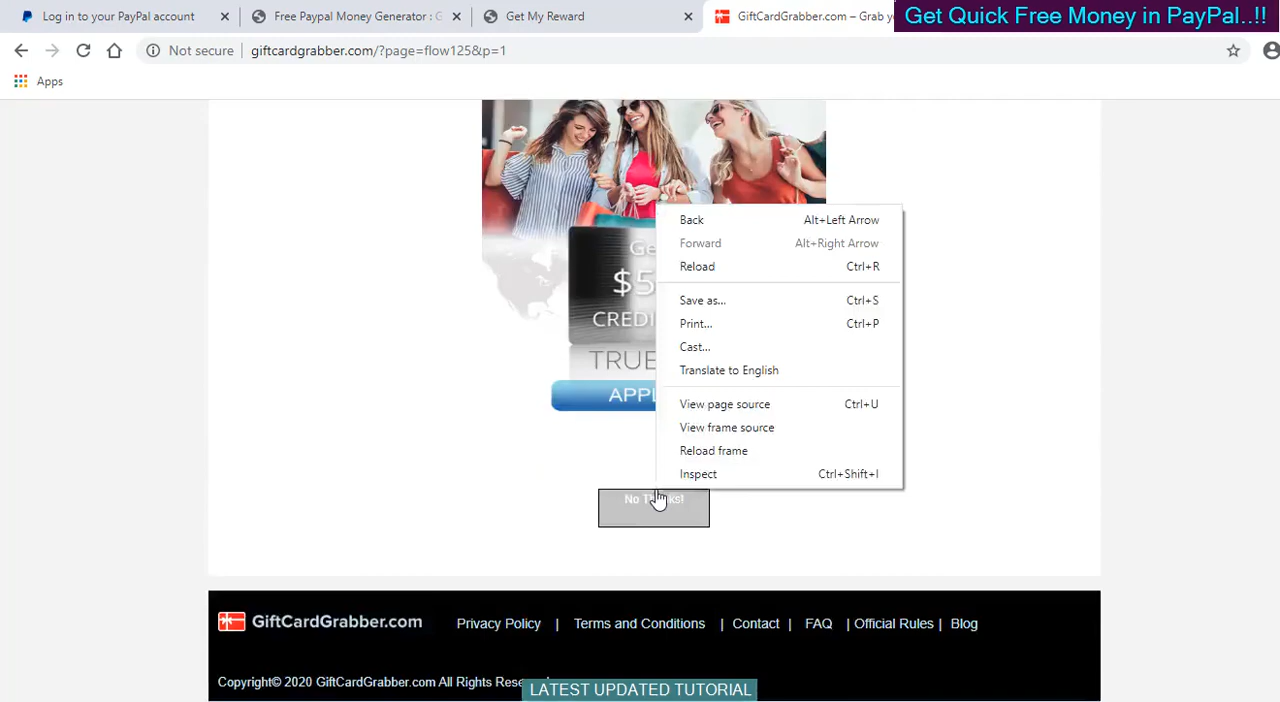 Log in to your PayPal account
Free Paypal Money Generator : G
Get My Reward
GiftCardGrabber.com – Grab
Get Quick Free Money in PayPal..!!
Not secure
giftcardgrabber.com/?page=flow125&p=1
Apps
Back Alt+Left Arrow
Forward Alt+Right Arrow
Reload Ctrl+R
Save as... Ctrl+S
Print... Ctrl+P
Cast...
Translate to English
View page source Ctrl+U
View frame source
Reload frame
Inspect Ctrl+Shift+I
Ge
$5
CREDI
TRUE
APPL
No Thanks!
GiftCardGrabber.com Privacy Policy | Terms and Conditions | Contact | FAQ | Official Rules | Blog
Copyright© 2020 GiftCardGrabber.com All Rights Rese
LATEST UPDATED TUTORIAL